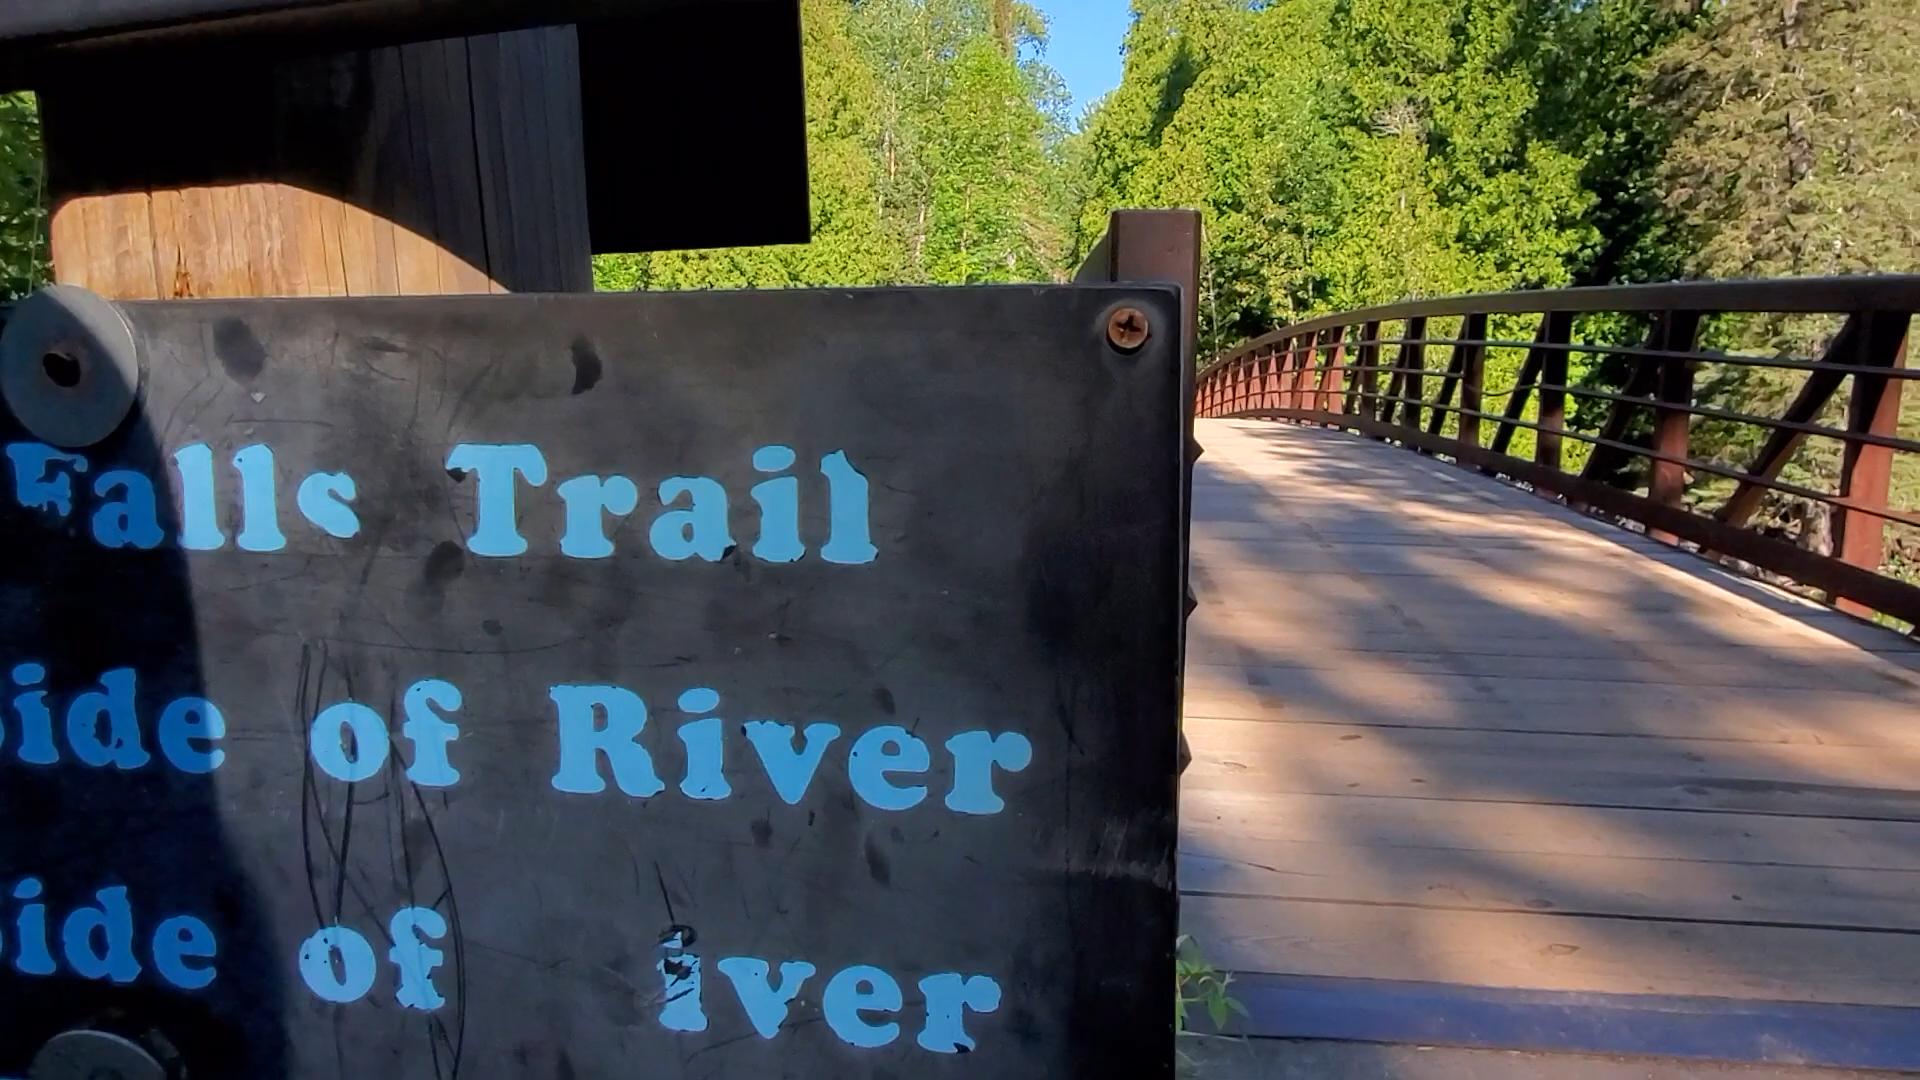 Falls Trail
ide of River
ide of iver